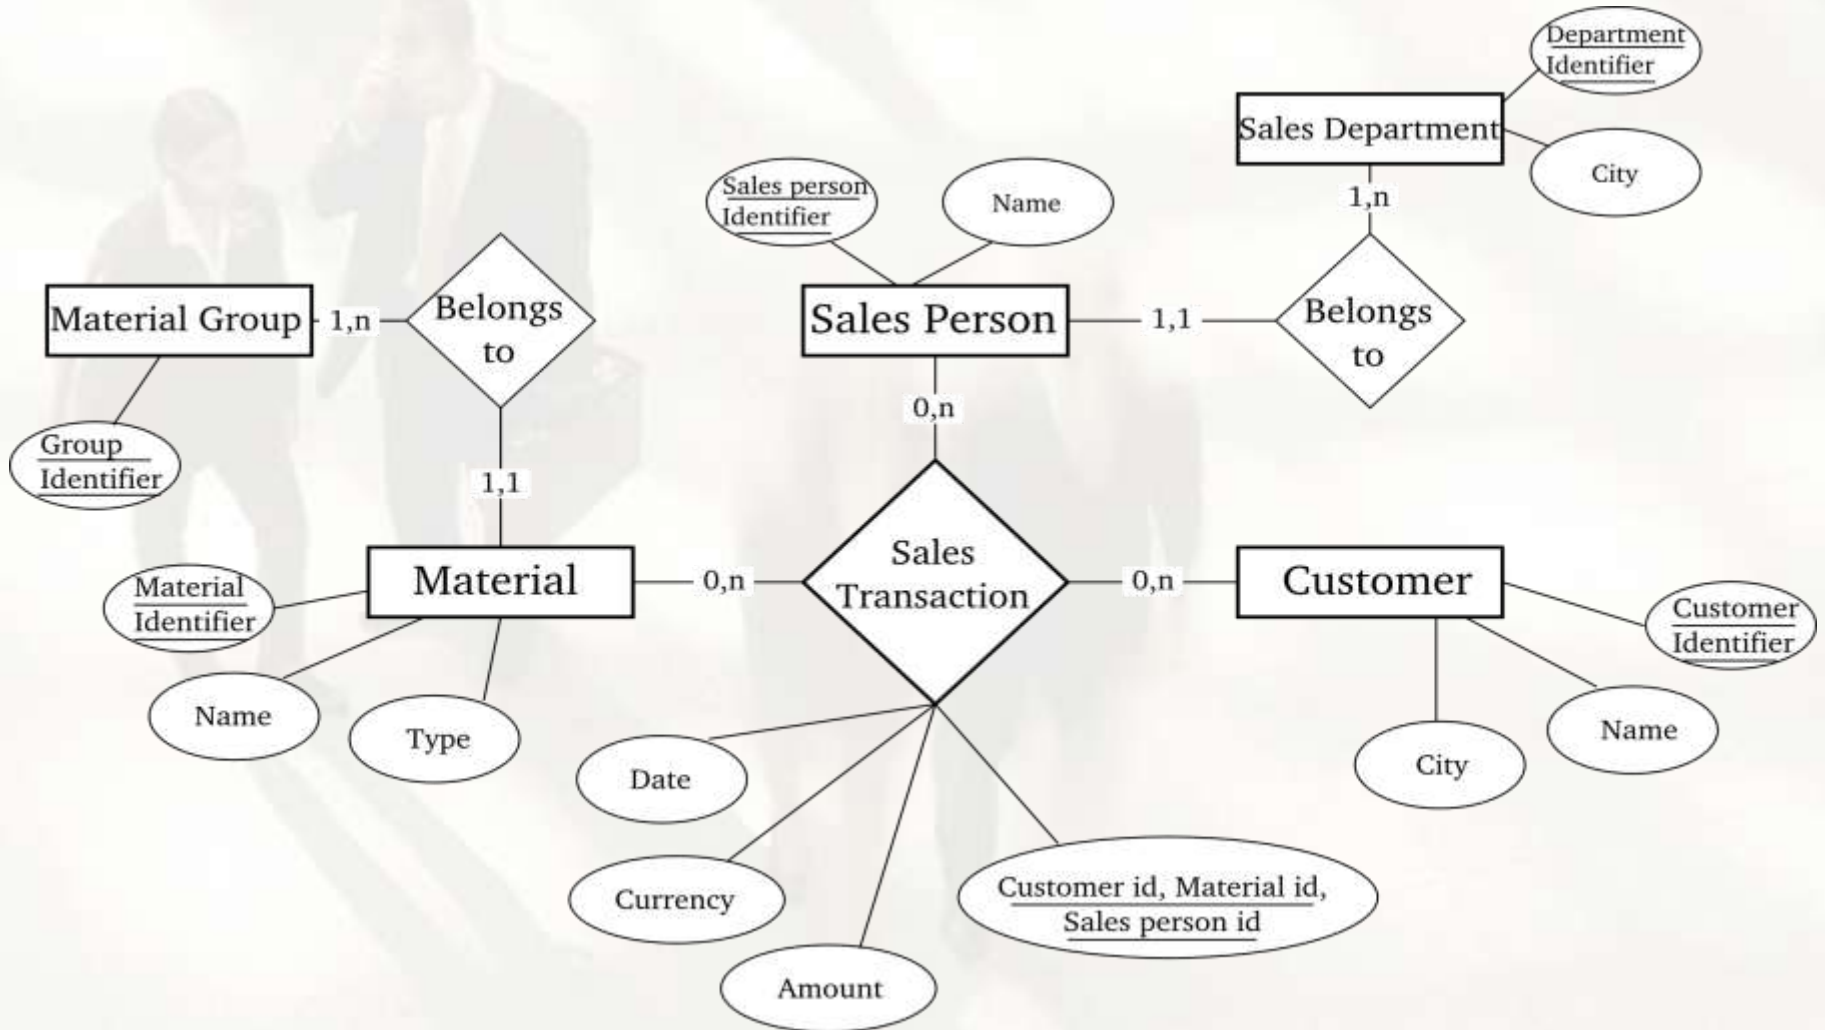 Department
Identifier
Sales Department
City
1,n
Sales person
Identifier
Name
Material Group
1,n
Belongs
to
Sales Person
1,1
Belongs
to
0,n
Group
Identifier
1,1
Material
0,n
Sales
Transaction
0,n
Customer
Material
Identifier
Customer
Identifier
Name
Type
Date
City
Name
Currency
Customer id, Material id,
Sales person id
Amount